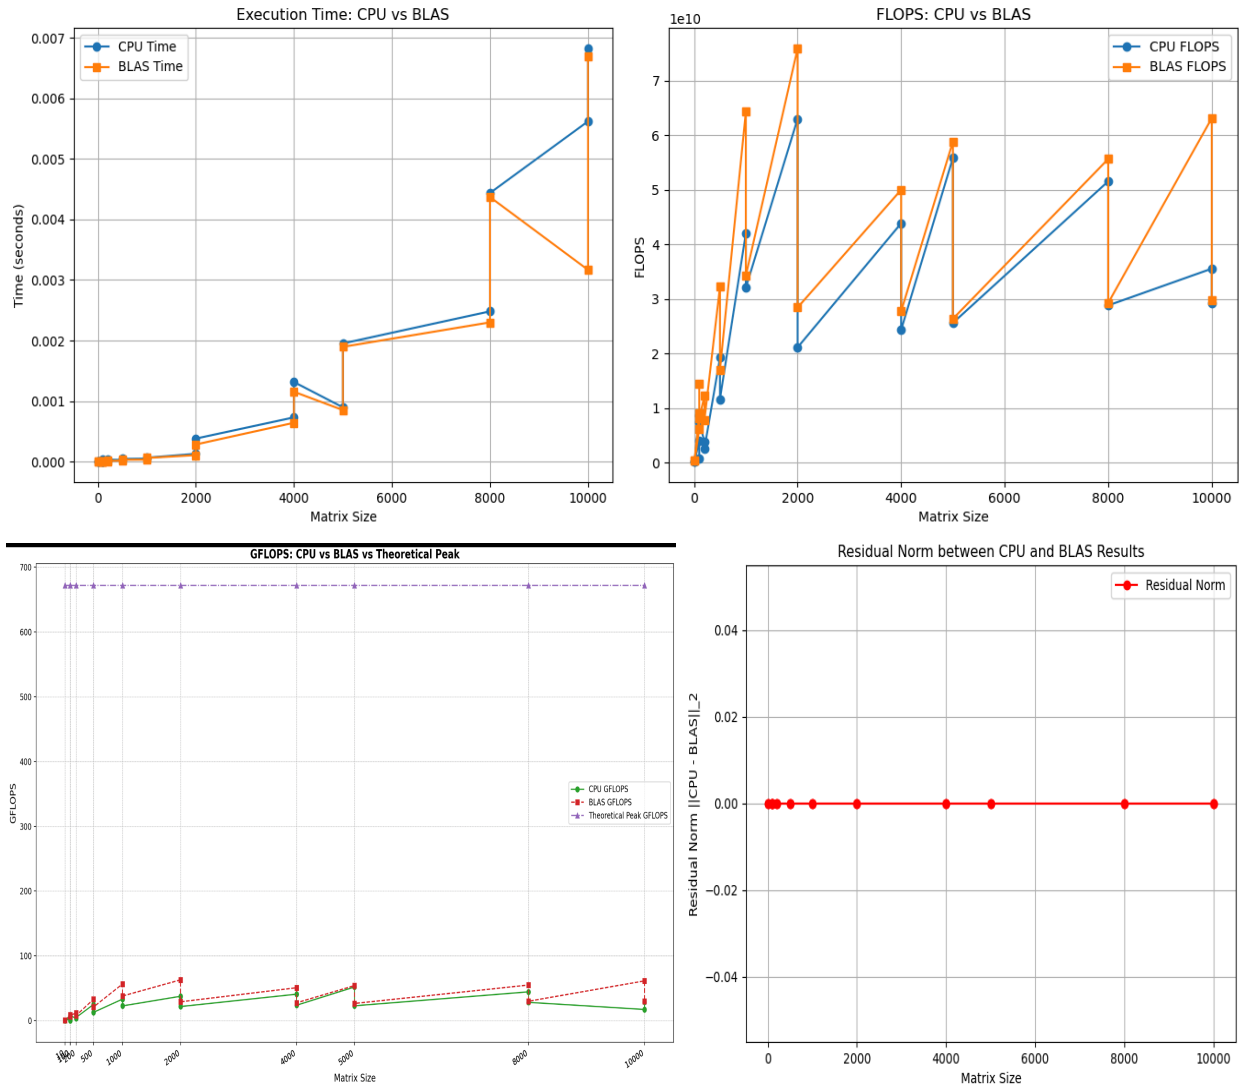 Execution Time: CPU vs BLAS
CPU Time
BLAS Time
0.007
0.006
0.005
0.004
0.003
0.002
0.001
0.000
Time (seconds)
0 2000 4000 6000 8000 10000
Matrix Size
FLOPS: CPU vs BLAS
1e10
CPU FLOPS
BLAS FLOPS
7
6
5
4
3
2
1
0
FLOPS
0 2000 4000 6000 8000 10000
Matrix Size
GFLOPS: CPU vs BLAS vs Theoretical Peak
700
600
500
400
300
200
100
0
GFLOPS
CPU GFLOPS
BLAS GFLOPS
Theoretical Peak GFLOPS
200 500 1000 2000 4000 5000 8000 10000
Matrix Size
Residual Norm between CPU and BLAS Results
Residual Norm
0.04
0.02
0.00
−0.02
−0.04
Residual Norm ||CPU - BLAS||_2
0 2000 4000 6000 8000 10000
Matrix Size